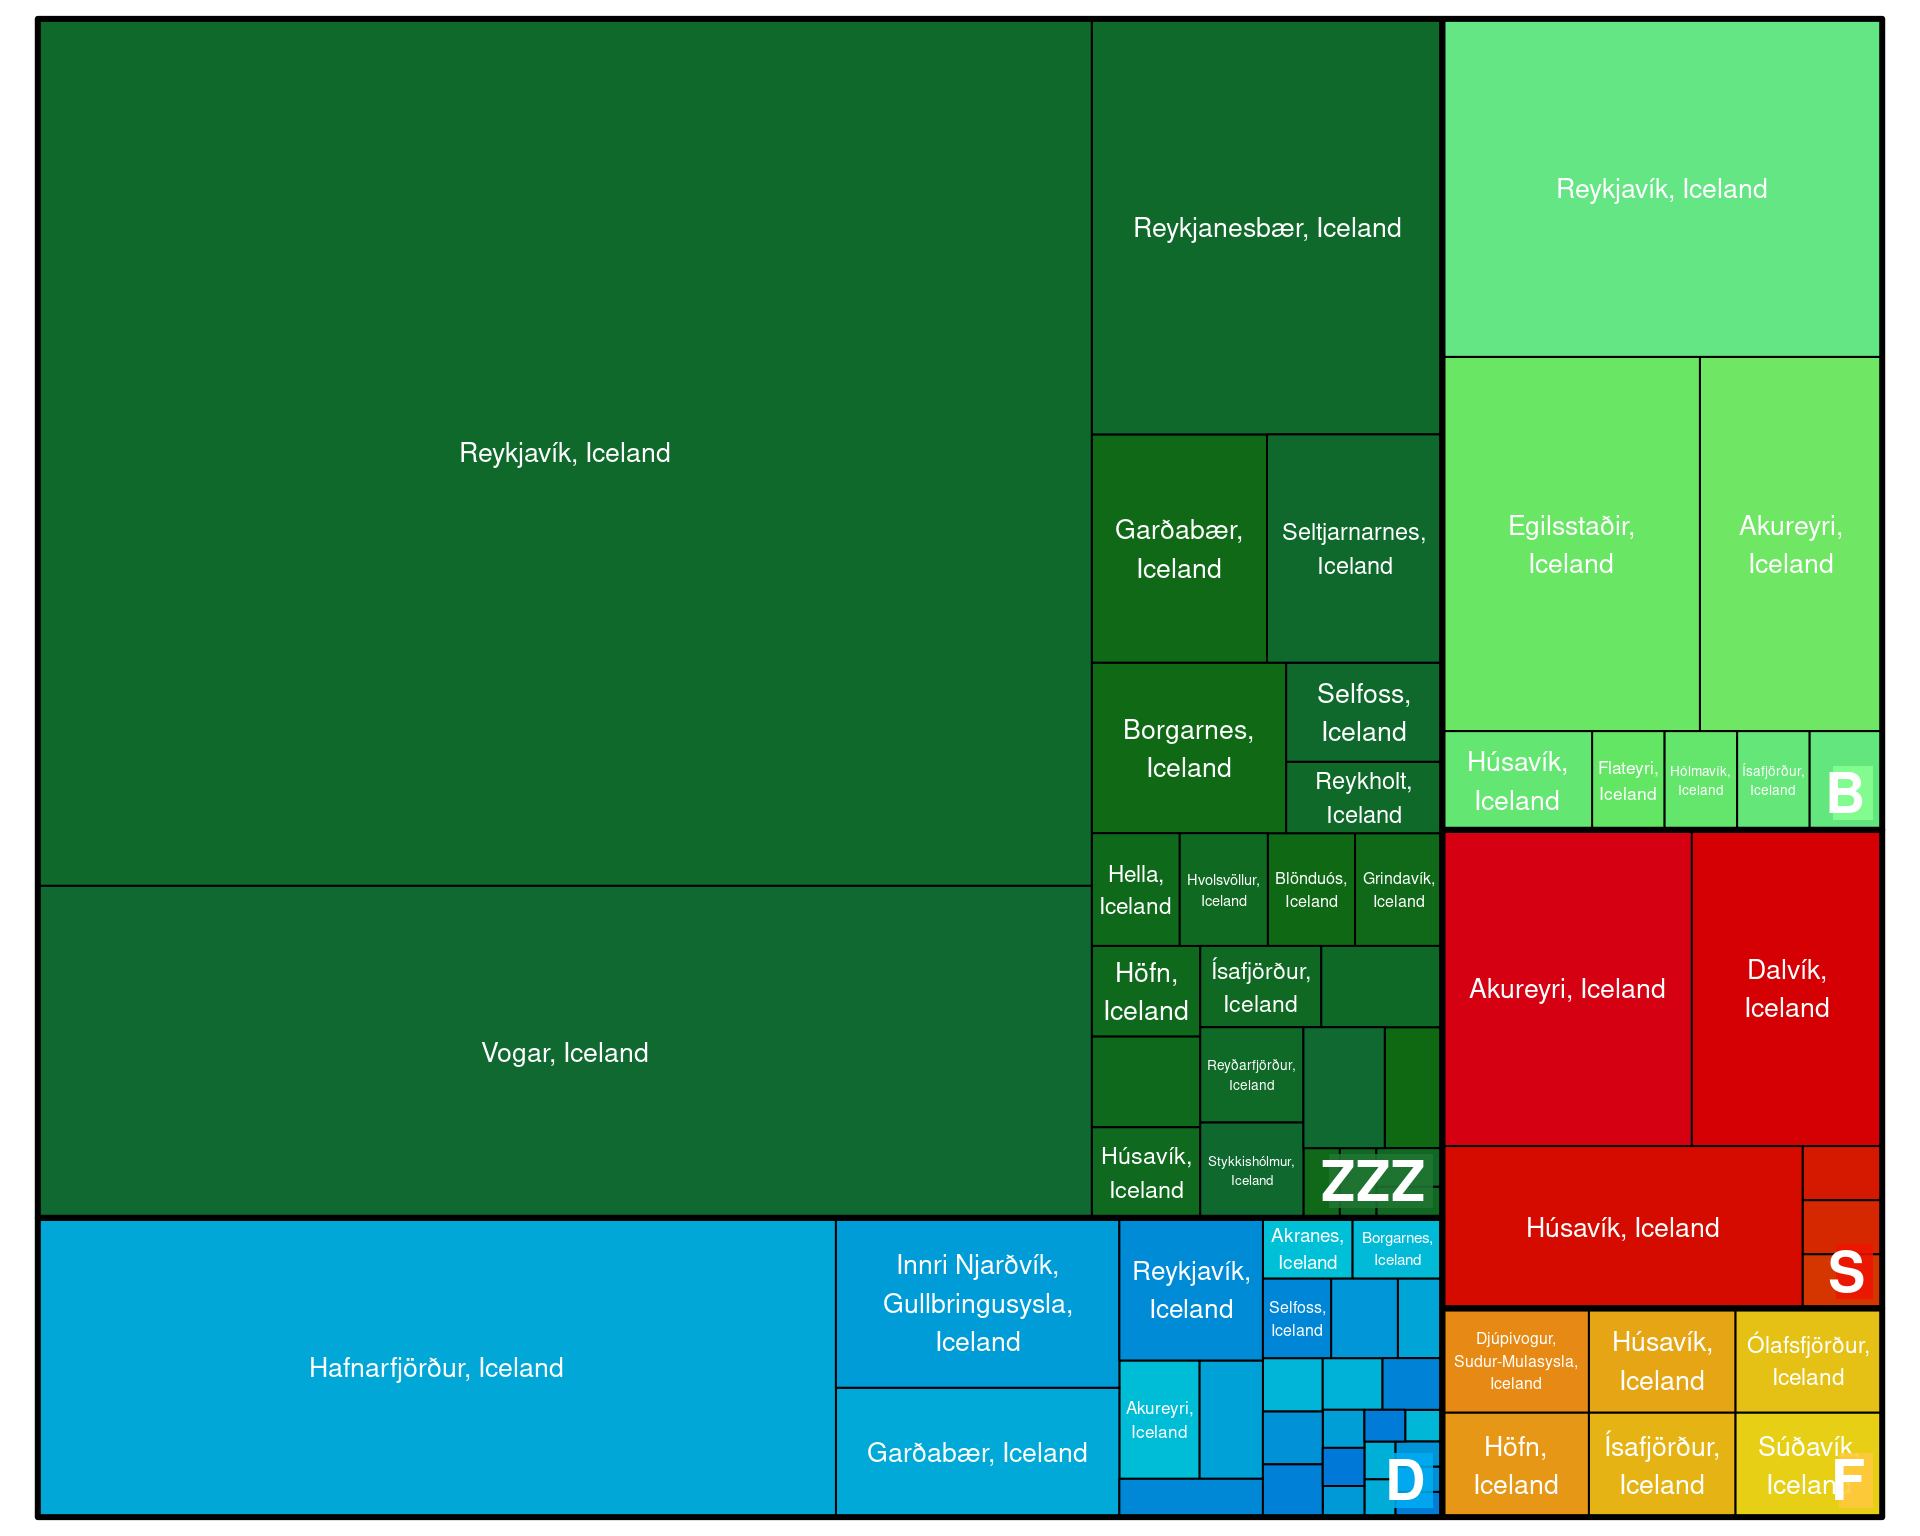 Reykjavík, Iceland
Vogar, Iceland
Reykjanesbær, Iceland
Garðabær,
Iceland
Seltjarnarnes,
Iceland
Borgarnes,
Iceland
Selfoss,
Iceland
Reykholt,
Iceland
Hella,
Iceland
Hvolsvöllur,
Iceland
Blönduós,
Iceland
Grindavík,
Iceland
Höfn,
Iceland
Ísafjörður,
Iceland
Reyðarfjörður,
Iceland
Húsavík,
Iceland
Stykkishólmur,
Iceland
ZZZ
Hafnarfjörður, Iceland
Innri Njarðvík,
Gullbringusysla,
Iceland
Garðabær, Iceland
Reykjavík,
Iceland
Akureyri,
Iceland
Akranes,
Iceland
Borgarnes,
Iceland
Selfoss,
Iceland
D
Reykjavík, Iceland
Egilsstaðir,
Iceland
Akureyri,
Iceland
Húsavík,
Iceland
Flateyri,
Iceland
Hólmavík,
Iceland
Ísafjörður,
Iceland
B
Akureyri, Iceland
Dalvík,
Iceland
Húsavík, Iceland
S
Djúpivogur,
Sudur-Mulasysla,
Iceland
Húsavík,
Iceland
Ólafsfjörður,
Iceland
Höfn,
Iceland
Ísafjörður,
Iceland
Súðavík,
Iceland
F